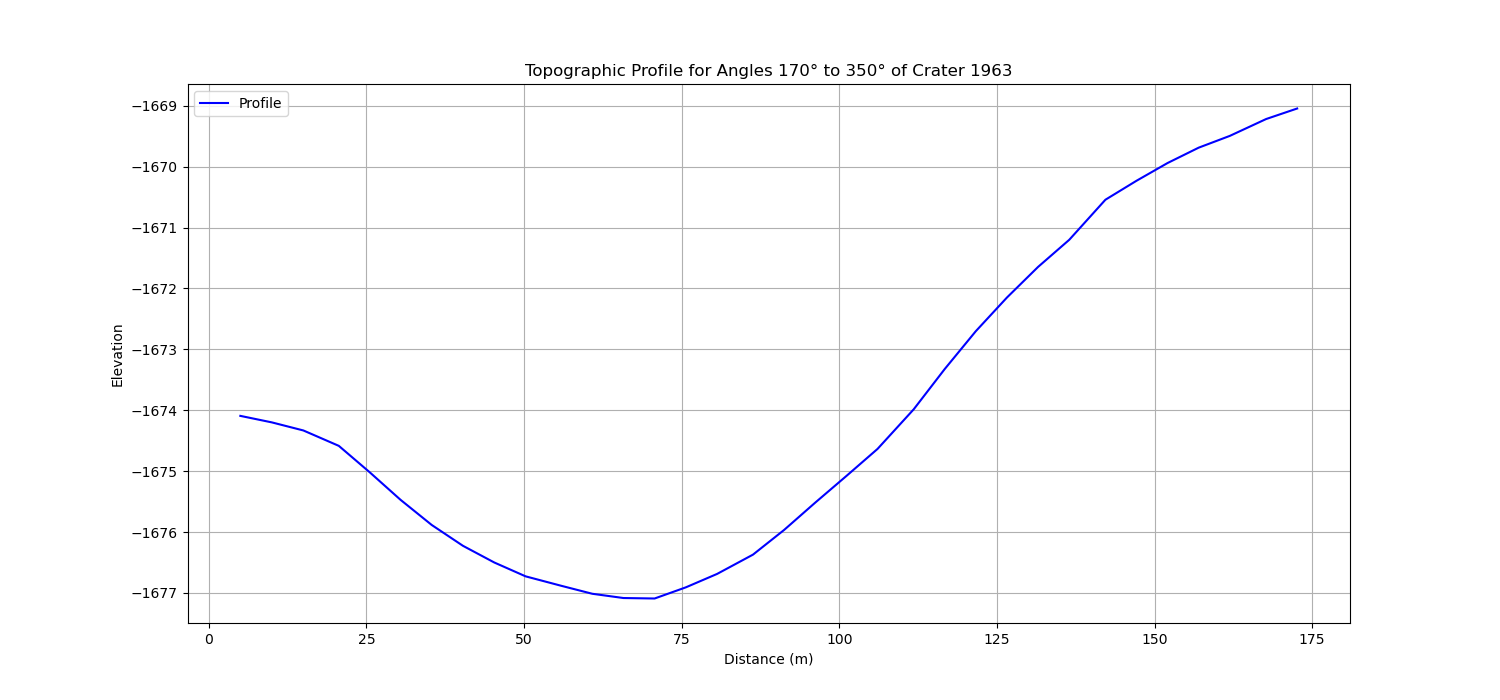 Topographic Profile for Angles 170° to 350° of Crater 1963
Profile
Elevation
−1669
−1670
−1671
−1672
−1673
−1674
−1675
−1676
−1677
0 25 50 75 100 125 150 175
Distance (m)